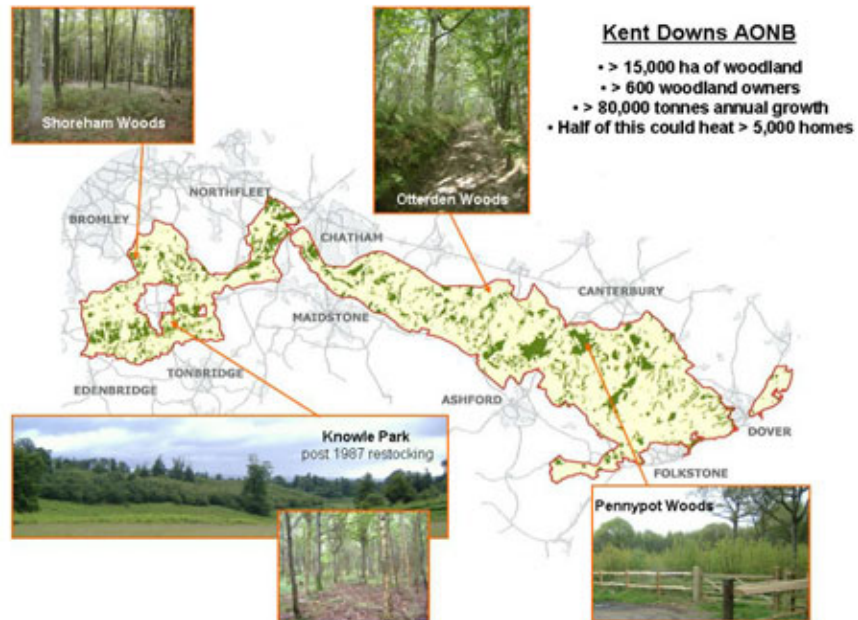 Kent Downs AONB
• > 15,000 ha of woodland
• > 600 woodland owners
• > 80,000 tonnes annual growth
• Half of this could heat > 5,000 homes
Shoreham Woods
Otterden Woods
NORTHFLEET
BROMLEY
CHATHAM
CANTERBURY
MAIDSTONE
TONBRIDGE
EDENBRIDGE
ASHFORD
DOVER
FOLKSTONE
Knowle Park
post 1987 restocking
Pennypot Woods